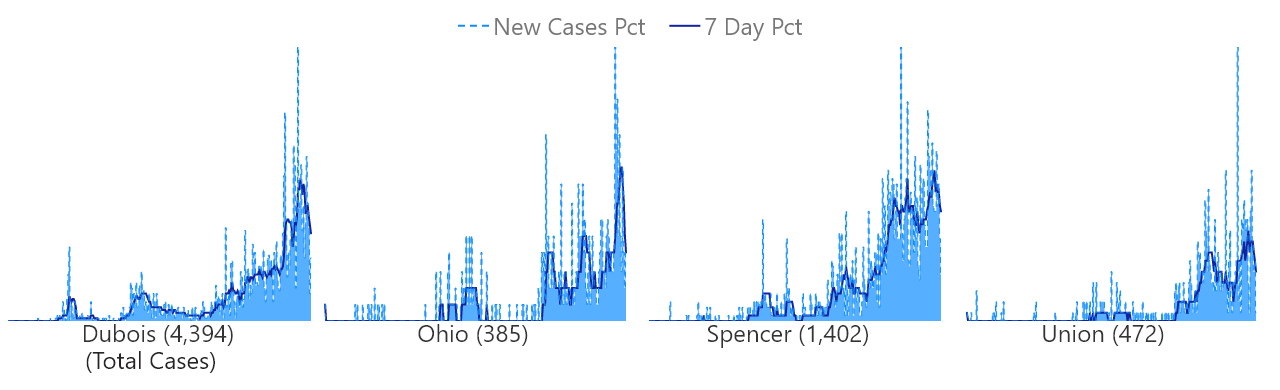 New Cases Pct 7 Day Pct
Dubois (4,394) Ohio (385) Spencer (1,402) Union (472)
(Total Cases)